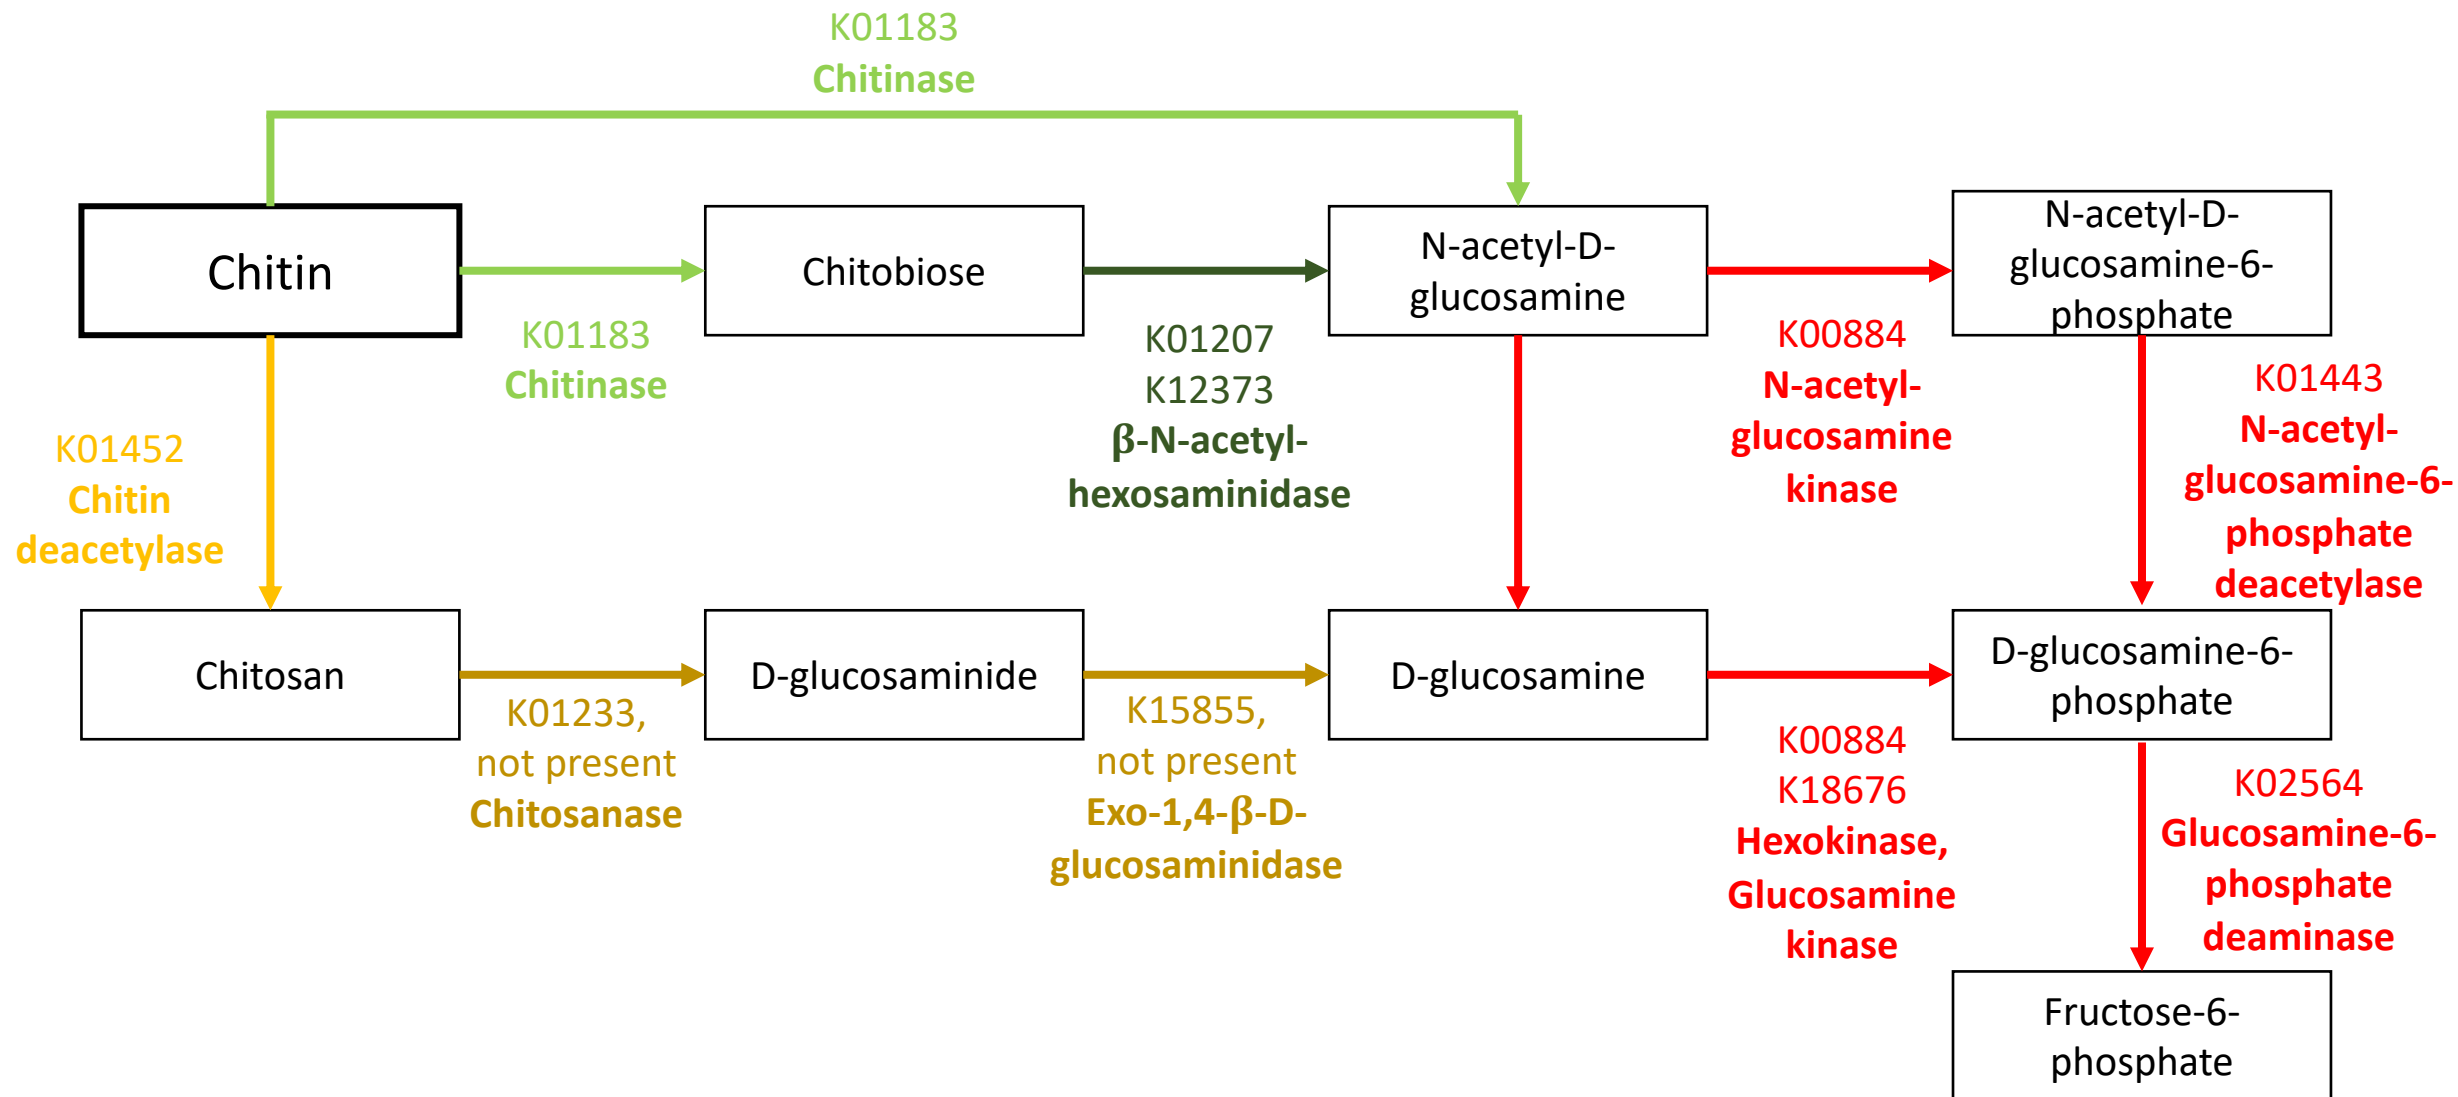 K01183
Chitinase
Chitin
Chitobiose
N-acetyl-D-
glucosamine
N-acetyl-D-
glucosamine-6-
phosphate
K01183
Chitinase
K01207
K12373
β-N-acetyl-
hexosaminidase
K00884
N-acetyl-
glucosamine
kinase
K01443
N-acetyl-
glucosamine-6-
phosphate
deacetylase
K01452
Chitin
deacetylase
Chitosan
D-glucosaminide
D-glucosamine
D-glucosamine-6-
phosphate
K01233,
not present
Chitosanase
K15855,
not present
Exo-1,4-β-D-
glucosaminidase
K00884
K18676
Hexokinase,
Glucosamine
kinase
K02564
Glucosamine-6-
phosphate
deaminase
Fructose-6-
phosphate